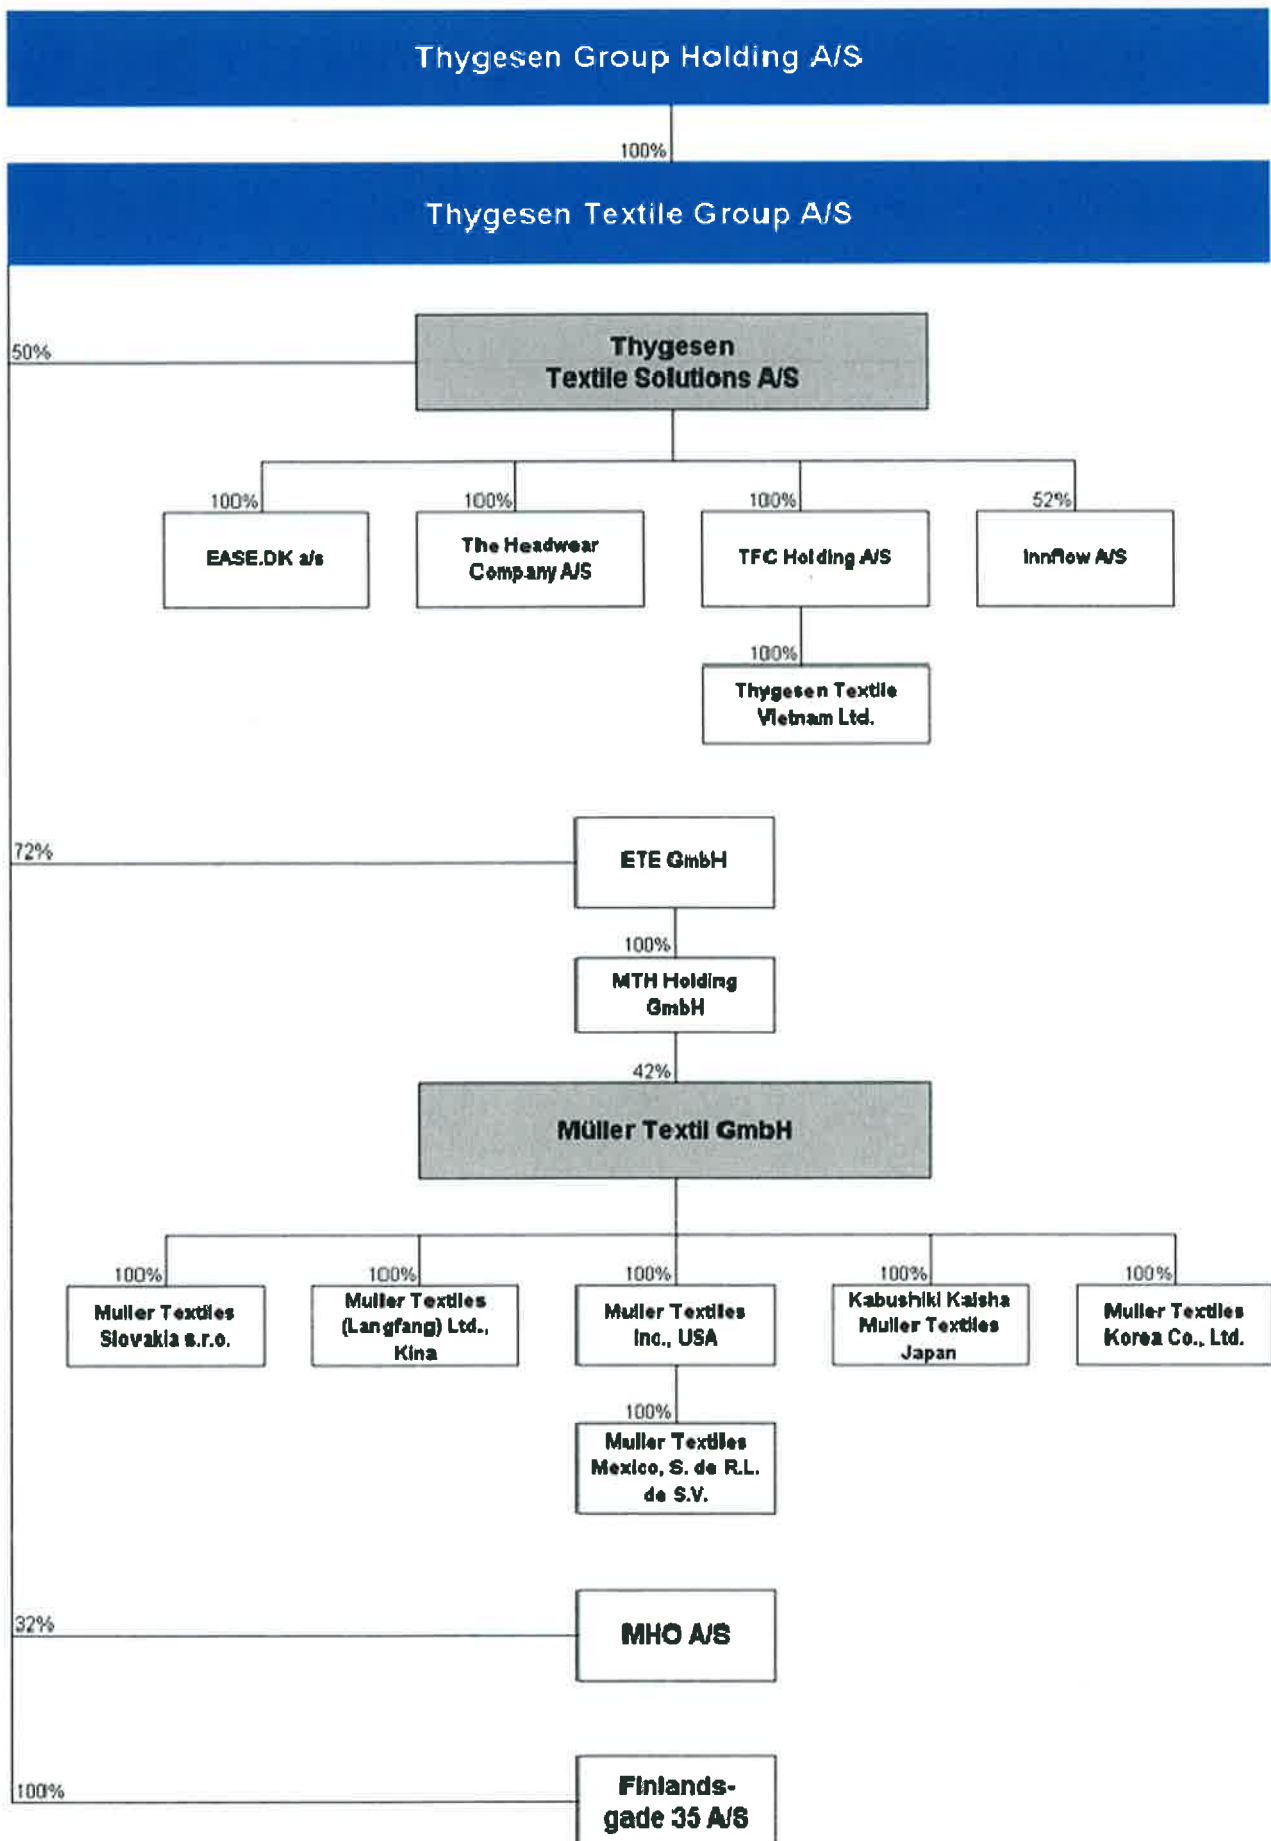 Thygesen Group Holding A/S
100%
Thygesen Textile Group A/S
50%
Thygesen
Textile Solutions A/S
100%
100%
100%
52%
EASE.DK a/s
The Headwear
Company A/S
TFC Holding A/S
Innflow A/S
100%
Thygesen Textile
Vietnam Ltd.
72%
ETE GmbH
100%
MTH Holding
GmbH
42%
Müller Textil GmbH
100%
100%
100%
100%
100%
Muller Textiles
Slovakia s.r.o.
Muller Textiles
(Langfang) Ltd.,
Kina
Muller Textiles
Inc., USA
Kabushiki Kaisha
Muller Textiles
Japan
Muller Textiles
Korea Co., Ltd.
100%
Muller Textiles
Mexico, S. de R.L.
de S.V.
32%
MHO A/S
100%
Finlands-
gade 35 A/S